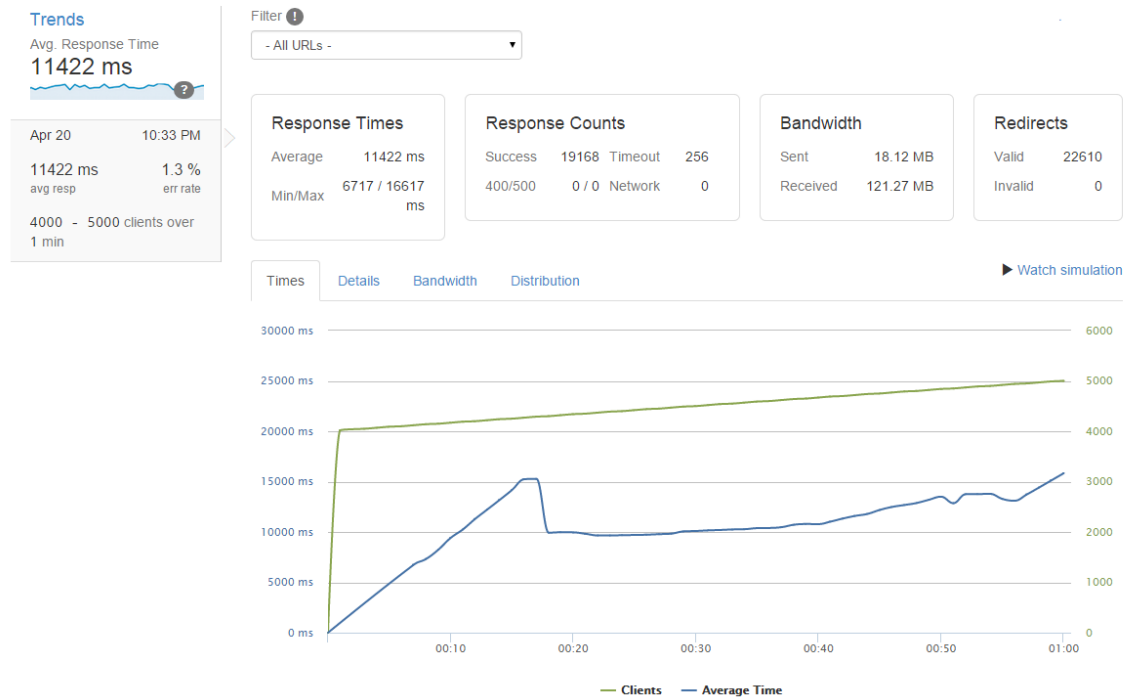 Trends
Avg. Response Time
11422 ms
?
Apr 20 10:33 PM
11422 ms 1.3 %
avg resp err rate
4000 - 5000 clients over
1 min
Filter !
- All URLs -
Response Times
Average 11422 ms
Min/Max 6717 / 16617
ms
Response Counts
Success 19168 Timeout 256
400/500 0 / 0 Network 0
Bandwidth
Sent 18.12 MB
Received 121.27 MB
Redirects
Valid 22610
Invalid 0
Times Details Bandwidth Distribution
Watch simulation
30000 ms 6000
25000 ms 5000
20000 ms 4000
15000 ms 3000
10000 ms 2000
5000 ms 1000
0 ms 0
00:10 00:20 00:30 00:40 00:50 01:00
Clients Average Time